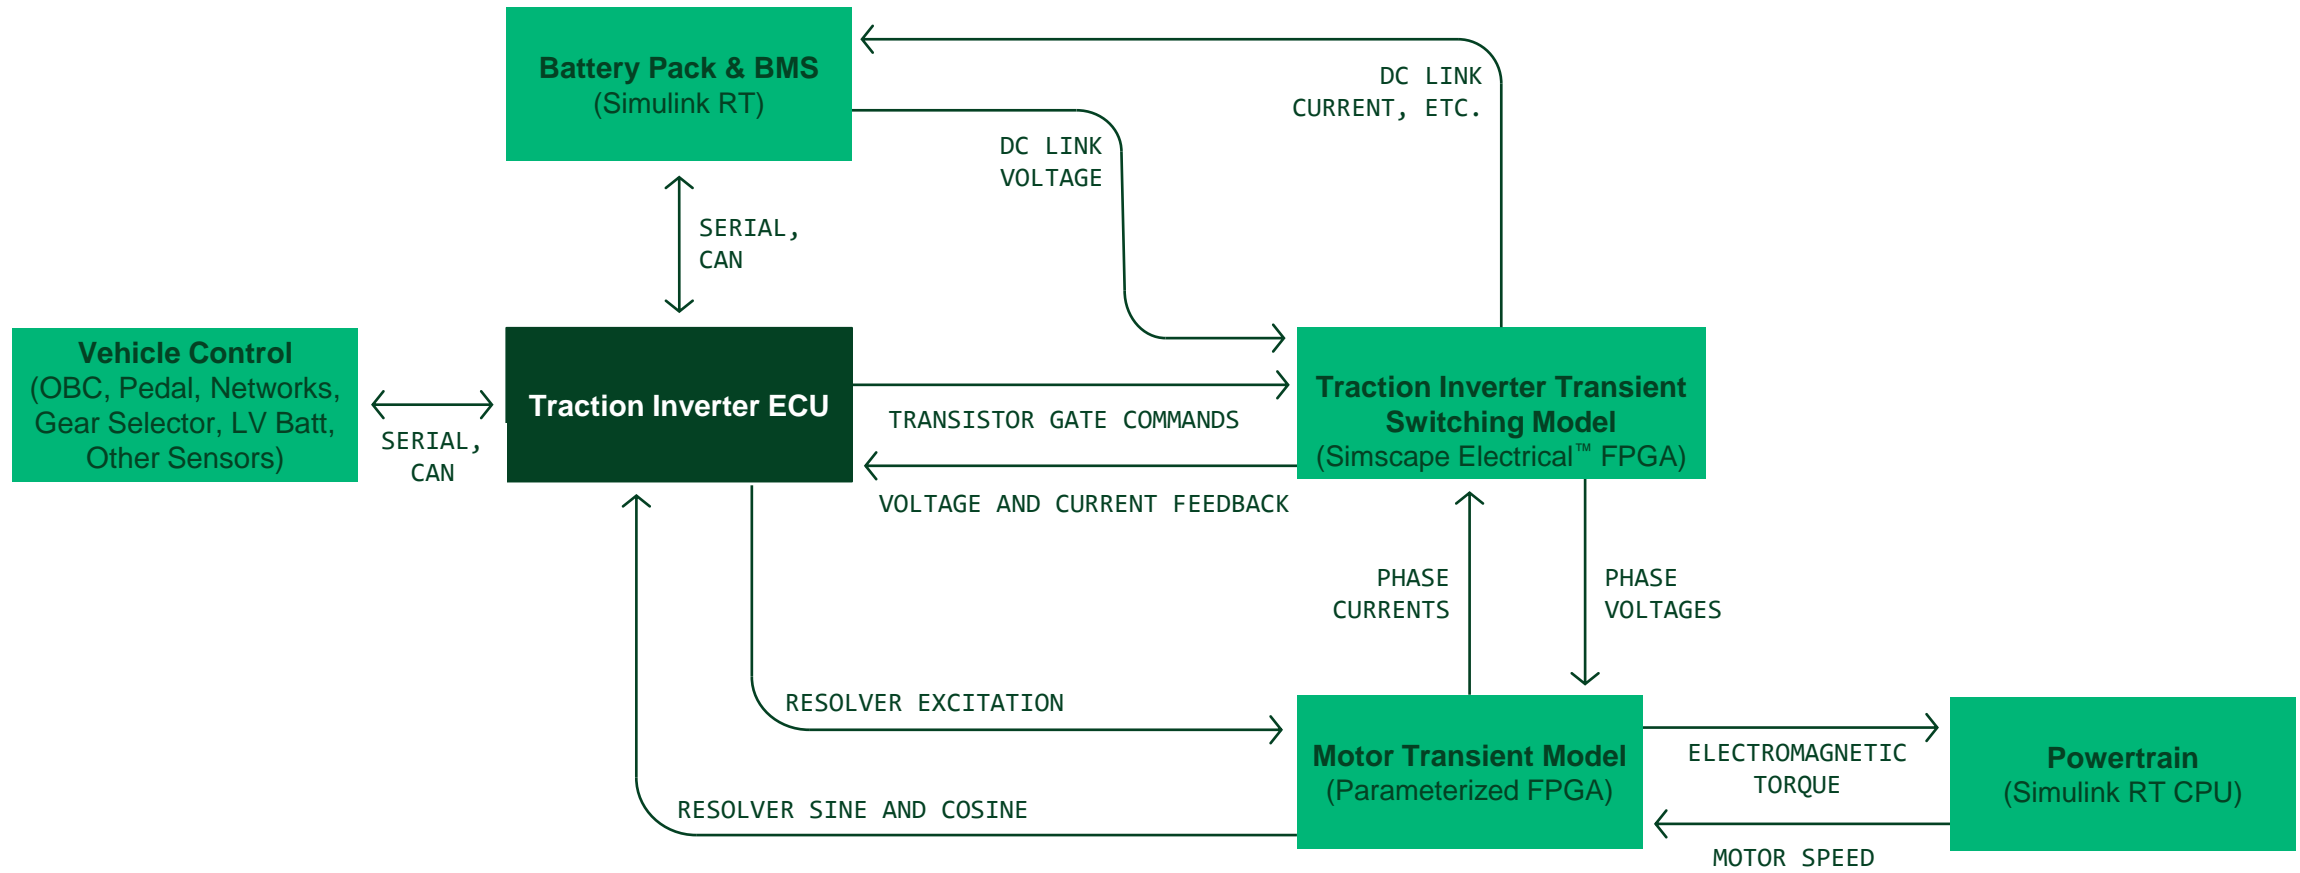 Battery Pack & BMS
(Simulink RT)
DC LINK
CURRENT, ETC.
DC LINK
VOLTAGE
SERIAL,
CAN
Vehicle Control
(OBC, Pedal, Networks,
Gear Selector, LV Batt,
Other Sensors)
SERIAL,
CAN
Traction Inverter ECU
TRANSISTOR GATE COMMANDS
VOLTAGE AND CURRENT FEEDBACK
Traction Inverter Transient
Switching Model
(Simscape Electrical™ FPGA)
PHASE
CURRENTS
PHASE
VOLTAGES
RESOLVER EXCITATION
RESOLVER SINE AND COSINE
Motor Transient Model
(Parameterized FPGA)
ELECTROMAGNETIC
TORQUE
MOTOR SPEED
Powertrain
(Simulink RT CPU)